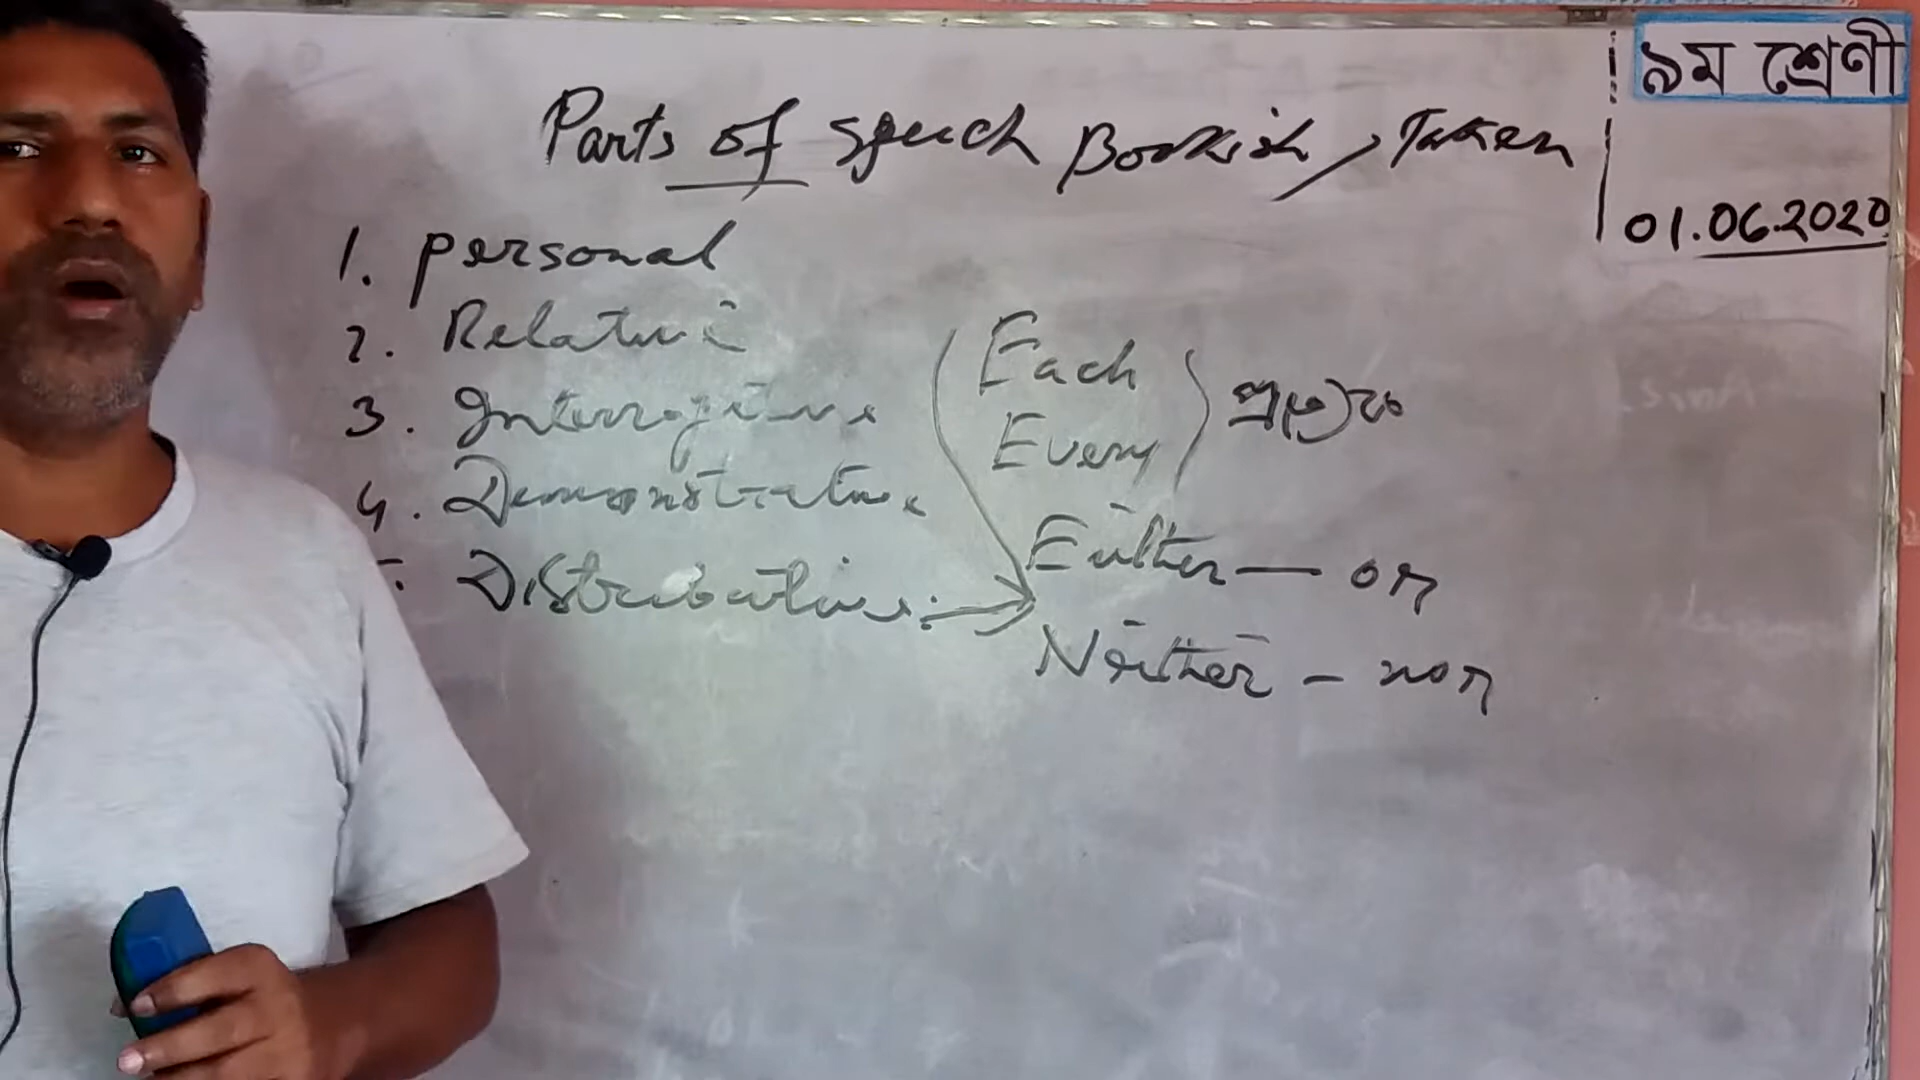 ৯ম শ্রেণী
Parts of speech Bookish, Taken
01.06.2020
1. personal
2. Relative
3. Interrogative
4. Demonstrative
Distributive :
Each
Every
প্রত্যেক
Either — or
Neither – nor